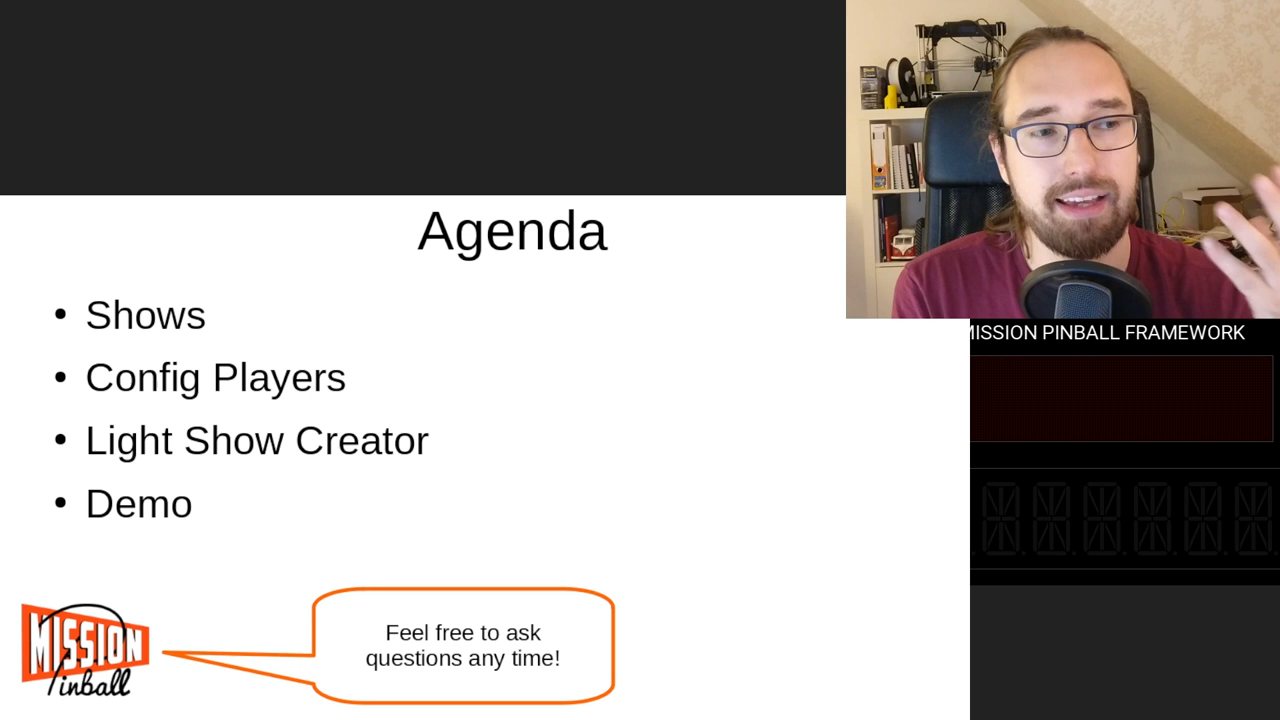 Agenda
• Shows
• Config Players
• Light Show Creator
• Demo
MISSION PINBALL FRAMEWORK
MISSION
Pinball
Feel free to ask
questions any time!